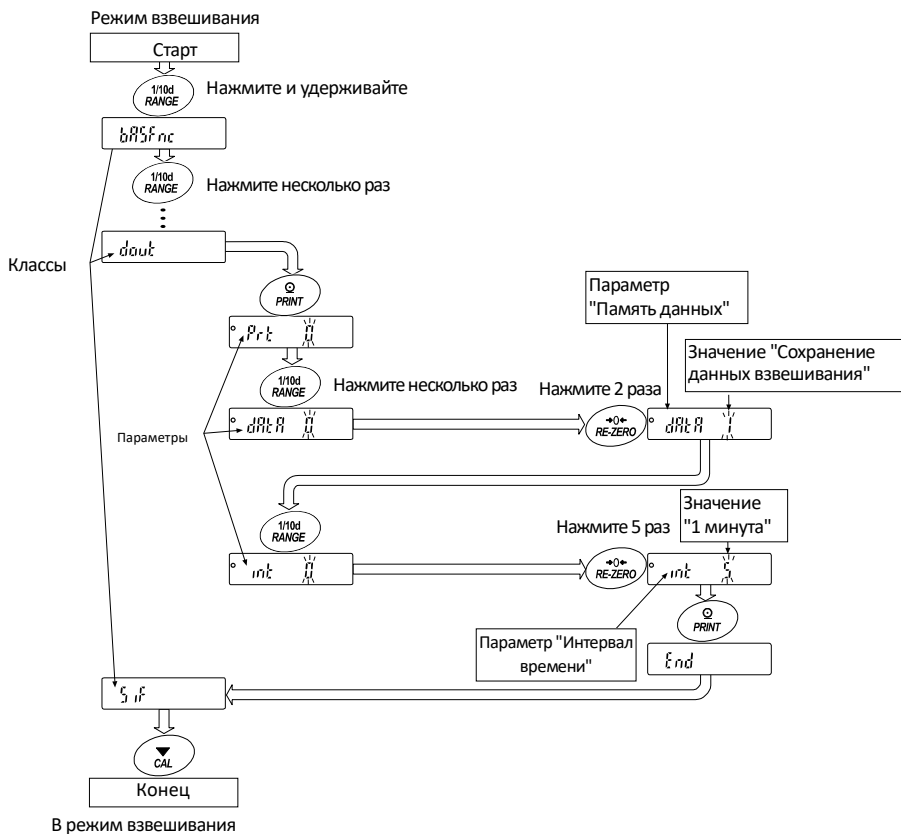 Режим взвешивания
Старт
1/10d
RANGE
Нажмите и удерживайте
bASFnc
1/10d
RANGE
Нажмите несколько раз
dout
Классы
PRINT
Prt 0
1/10d
RANGE
Нажмите несколько раз
Параметры
dAtA 0
Нажмите 2 раза
→0←
RE-ZERO
Параметр
"Память данных"
Значение "Сохранение
данных взвешивания"
dAtA 1
1/10d
RANGE
int 0
Нажмите 5 раз
→0←
RE-ZERO
Значение
"1 минута"
int 5
Параметр "Интервал
времени"
PRINT
End
SiF
CAL
Конец
В режим взвешивания